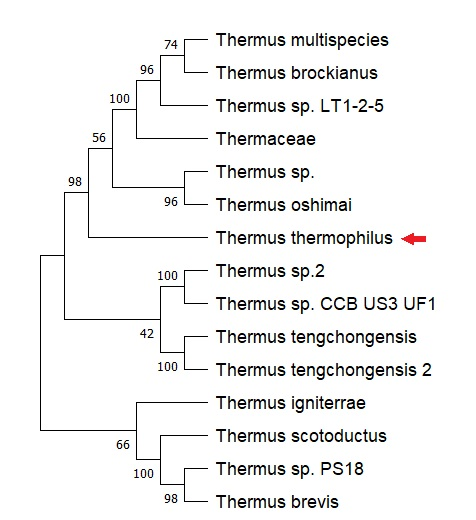 74
Thermus multispecies
96
Thermus brockianus
100
Thermus sp. LT1-2-5
56
Thermaceae
98
Thermus sp.
96
Thermus oshimai
Thermus thermophilus
100
Thermus sp.2
Thermus sp. CCB US3 UF1
42
Thermus tengchongensis
100
Thermus tengchongensis 2
Thermus igniterrae
66
Thermus scotoductus
100
Thermus sp. PS18
98
Thermus brevis